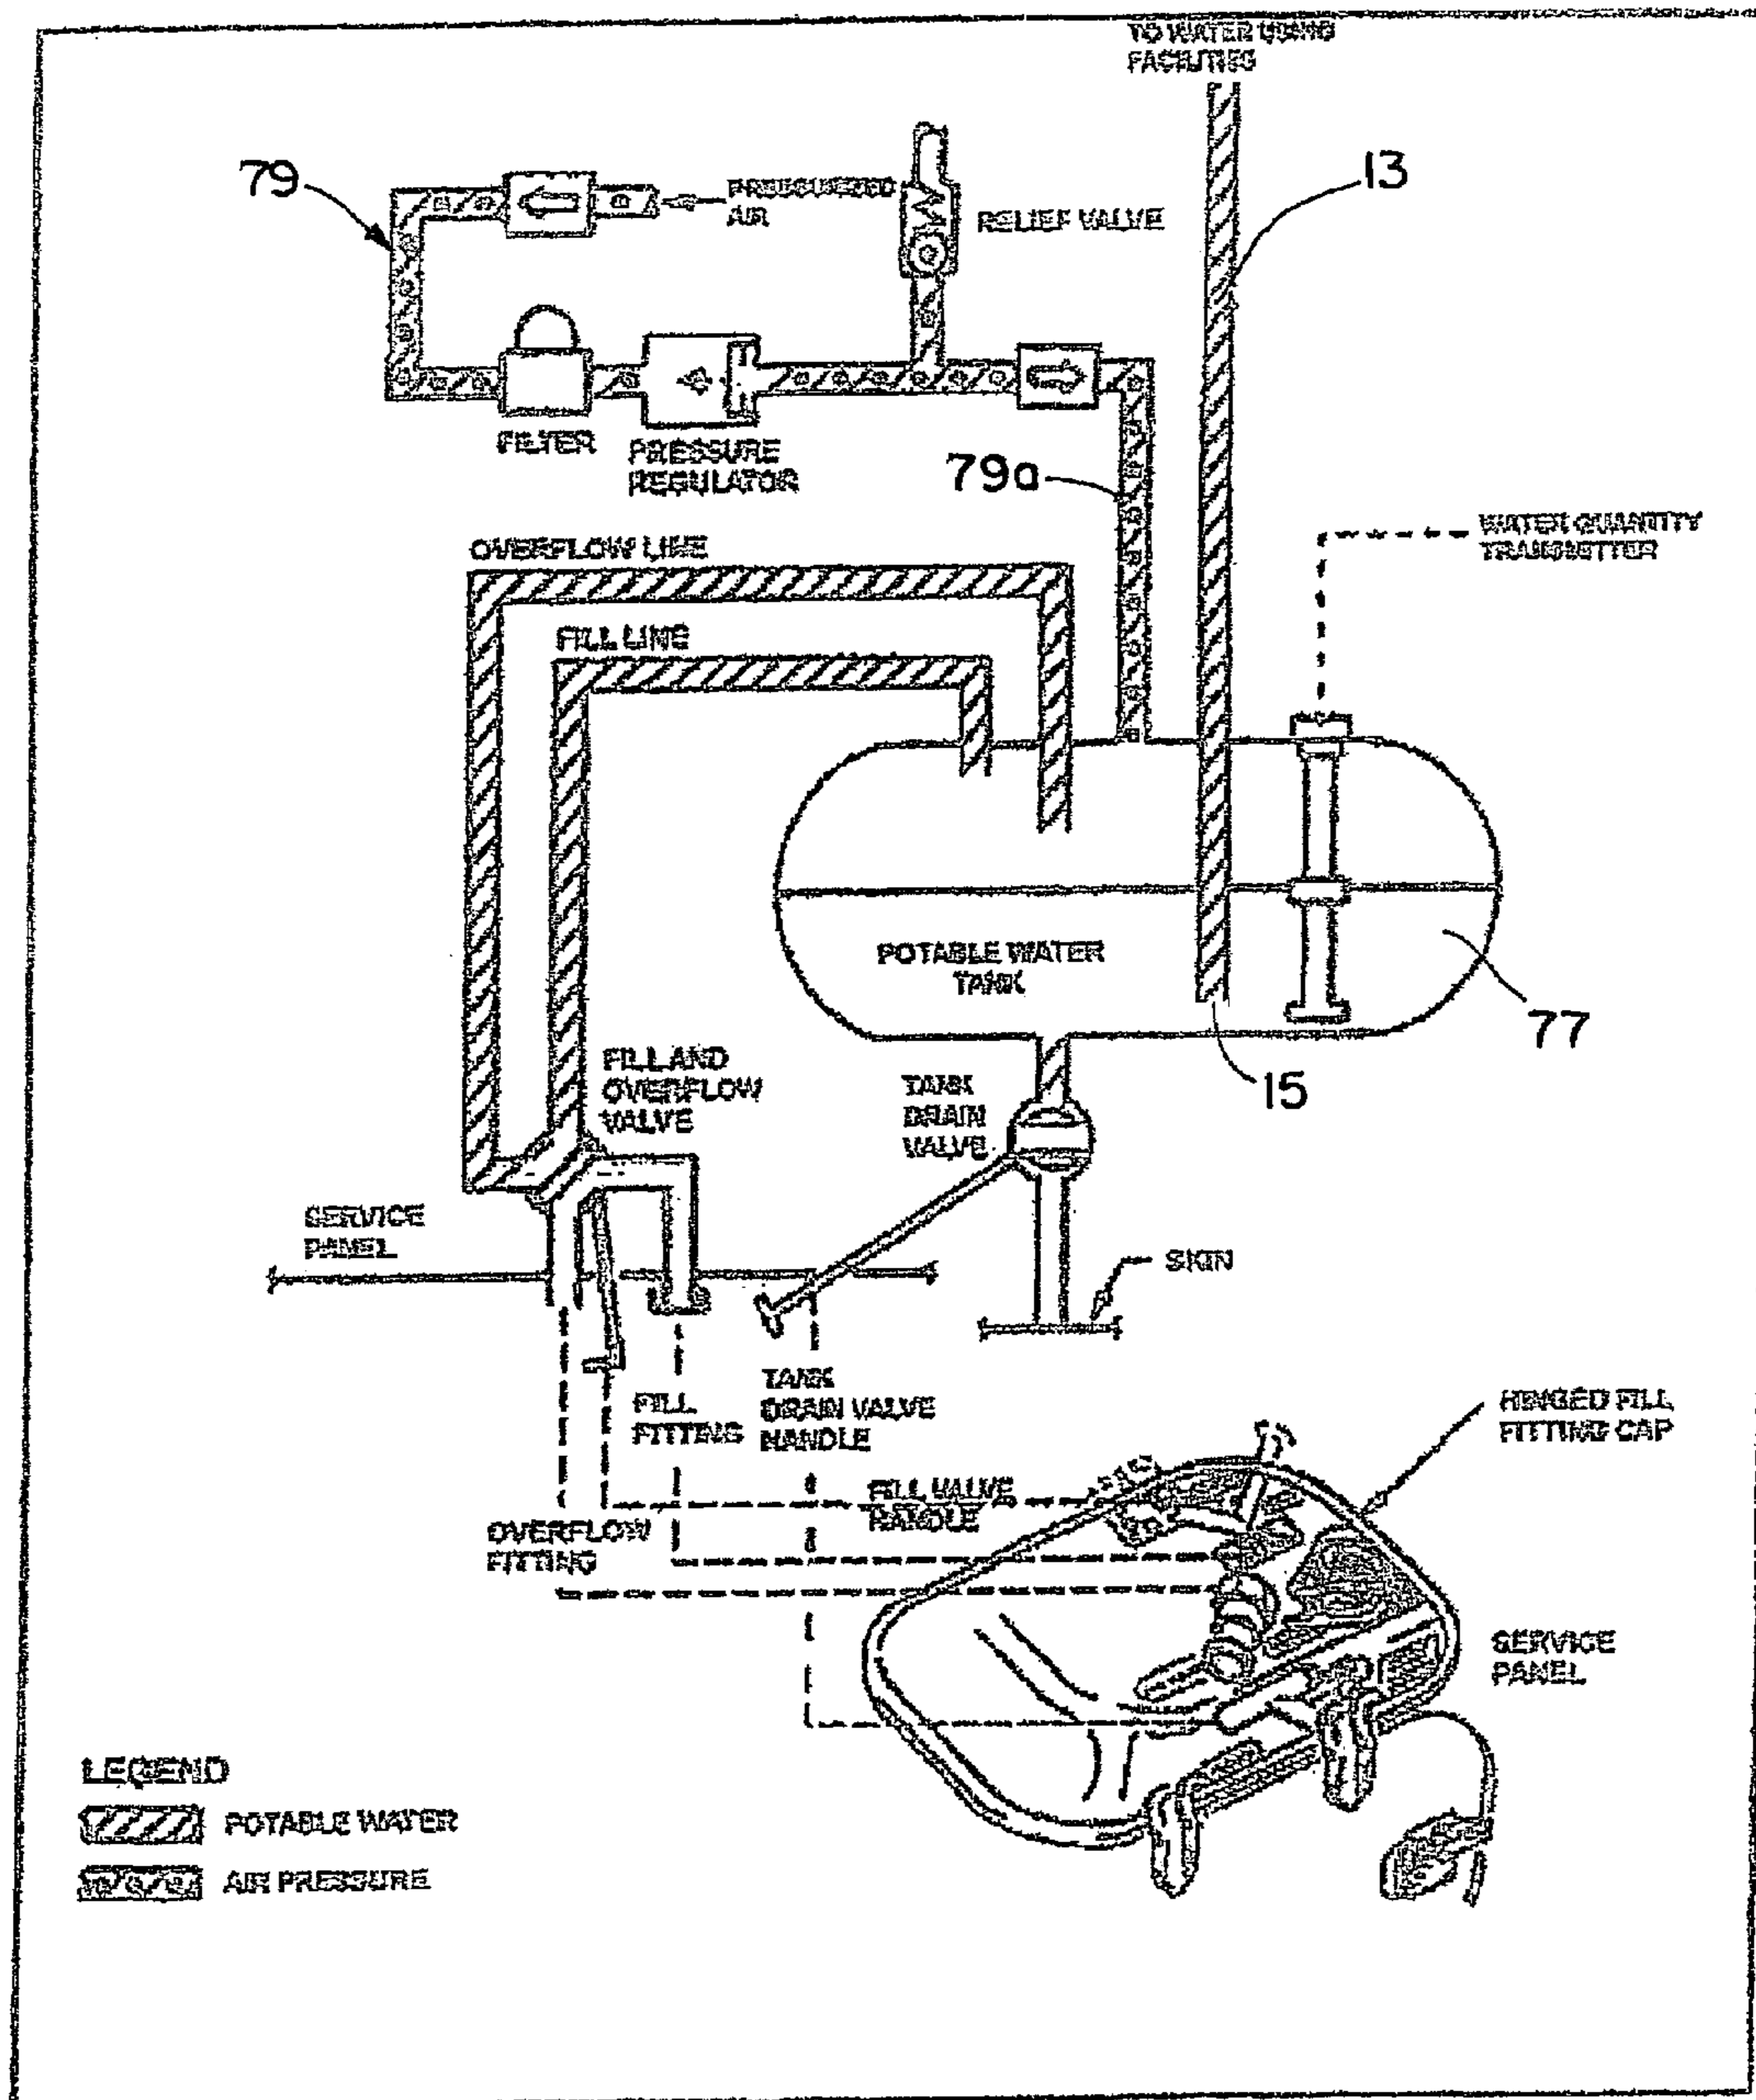 TO WATER USING
FACILITIES
79
PRESSURIZED
AIR
RELIEF VALVE
13
FILTER
PRESSURE
REGULATOR
79a
OVERFLOW LINE
WATER QUANTITY
TRANSMITTER
FILL LINE
POTABLE WATER
TANK
77
15
FILL AND
OVERFLOW
VALVE
TANK
DRAIN
VALVE
SERVICE
PANEL
SKIN
FILL
FITTING
TANK
DRAIN VALVE
HANDLE
HINGED FILL
FITTING CAP
FILL VALVE
HANDLE
OVERFLOW
FITTING
SERVICE
PANEL
LEGEND
POTABLE WATER
AIR PRESSURE